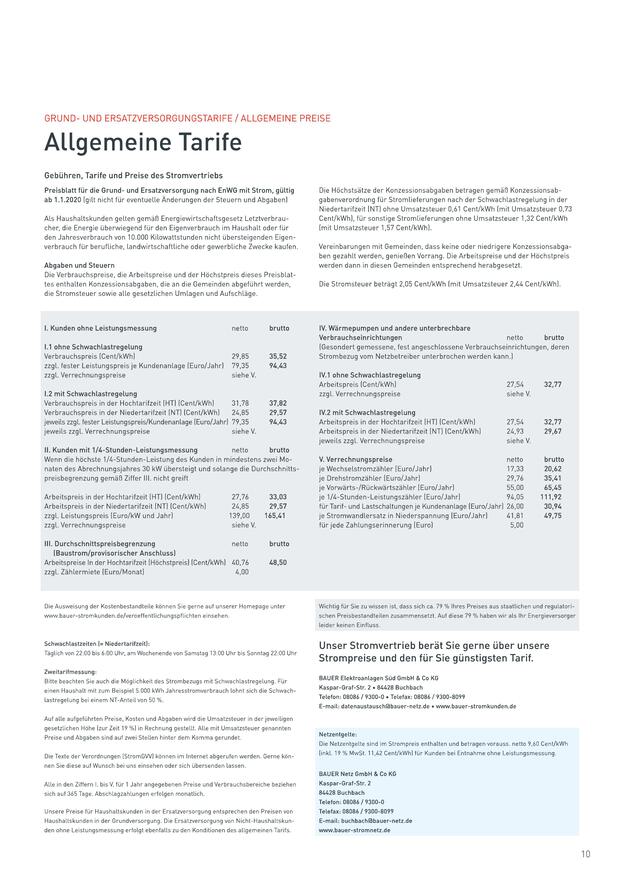 GRUND- UND ERSATZVERSORGUNGSTARIFE / ALLGEMEINE PREISE
Allgemeine Tarife
Gebühren, Tarife und Preise des Stromvertriebs
Preisblatt für die Grund- und Ersatzversorgung nach EnWG mit Strom, gültig
ab 1.1.2020 (gilt nicht für eventuelle Änderungen der Steuern und Abgaben)
Als Haushaltskunden gelten gemäß Energiewirtschaftsgesetz Letztverbrau-
cher, die Energie überwiegend für den Eigenverbrauch im Haushalt oder für
den Jahresverbrauch von 10.000 Kilowattstunden nicht übersteigenden Eigen-
verbrauch für berufliche, landwirtschaftliche oder gewerbliche Zwecke kaufen.
Abgaben und Steuern
Die Verbrauchspreise, die Arbeitspreise und der Höchstpreis dieses Preisblat-
tes enthalten Konzessionsabgaben, die an die Gemeinden abgeführt werden,
die Stromsteuer sowie alle gesetzlichen Umlagen und Aufschläge.
Die Höchstsätze der Konzessionsabgaben betragen gemäß Konzessionsab-
gabenverordnung für Stromlieferungen nach der Schwachlastregelung in der
Niedertarifzeit (NT) ohne Umsatzsteuer 0,61 Cent/kWh (mit Umsatzsteuer 0,73
Cent/kWh), für sonstige Stromlieferungen ohne Umsatzsteuer 1,32 Cent/kWh
(mit Umsatzsteuer 1,57 Cent/kWh).
Vereinbarungen mit Gemeinden, dass keine oder niedrigere Konzessionsabga-
ben gezahlt werden, genießen Vorrang. Die Arbeitspreise und der Höchstpreis
werden dann in diesen Gemeinden entsprechend herabgesetzt.
Die Stromsteuer beträgt 2,05 Cent/kWh (mit Umsatzsteuer 2,44 Cent/kWh).
I. Kunden ohne Leistungsmessung netto brutto
I.1 ohne Schwachlastregelung
Verbrauchspreis (Cent/kWh) 29,85 35,52
zzgl. fester Leistungspreis je Kundenanlage (Euro/Jahr) 79,35 94,43
zzgl. Verrechnungspreise siehe V.
I.2 mit Schwachlastregelung
Verbrauchspreis in der Hochtarifzeit (HT) (Cent/kWh) 31,78 37,82
Verbrauchspreis in der Niedertarifzeit (NT) (Cent/kWh) 24,85 29,57
jeweils zzgl. fester Leistungspreis/Kundenanlage (Euro/Jahr) 79,35 94,43
jeweils zzgl. Verrechnungspreise siehe V.
II. Kunden mit 1/4-Stunden-Leistungsmessung netto brutto
Wenn die höchste 1/4-Stunden-Leistung des Kunden in mindestens zwei Mo-
naten des Abrechnungsjahres 30 kW übersteigt und solange die Durchschnitts-
preisbegrenzung gemäß Ziffer III. nicht greift
Arbeitspreis in der Hochtarifzeit (HT) (Cent/kWh) 27,76 33,03
Arbeitspreis in der Niedertarifzeit (NT) (Cent/kWh) 24,85 29,57
zzgl. Leistungspreis (Euro/kW und Jahr) 139,00 165,41
zzgl. Verrechnungspreise siehe V.
III. Durchschnittspreisbegrenzung netto brutto
(Baustrom/provisorischer Anschluss)
Arbeitspreise In der Hochtarifzeit (Höchstpreis) (Cent/kWh) 40,76 48,50
zzgl. Zählermiete (Euro/Monat) 4,00
IV. Wärmepumpen und andere unterbrechbare
Verbrauchseinrichtungen netto brutto
(Gesondert gemessene, fest angeschlossene Verbrauchseinrichtungen, deren
Strombezug vom Netzbetreiber unterbrochen werden kann.)
IV.1 ohne Schwachlastregelung
Arbeitspreis (Cent/kWh) 27,54 32,77
zzgl. Verrechnungspreise siehe V.
IV.2 mit Schwachlastregelung
Arbeitspreis in der Hochtarifzeit (HT) (Cent/kWh) 27,54 32,77
Arbeitspreis in der Niedertarifzeit (NT) (Cent/kWh) 24,93 29,67
jeweils zzgl. Verrechnungspreise siehe V.
V. Verrechnungspreise netto brutto
je Wechselstromzähler (Euro/Jahr) 17,33 20,62
je Drehstromzähler (Euro/Jahr) 29,76 35,41
je Vorwärts-/Rückwärtszähler (Euro/Jahr) 55,00 65,45
je 1/4-Stunden-Leistungszähler (Euro/Jahr) 94,05 111,92
für Tarif- und Lastschaltungen je Kundenanlage (Euro/Jahr) 26,00 30,94
je Stromwandlersatz in Niederspannung (Euro/Jahr) 41,81 49,75
für jede Zahlungserinnerung (Euro) 5,00
Die Ausweisung der Kostenbestandteile können Sie gerne auf unserer Homepage unter
www.bauer-stromkunden.de/veroeffentlichungspflichten einsehen.
Schwachlastzeiten (= Niedertarifzeit):
Täglich von 22:00 bis 6:00 Uhr, am Wochenende von Samstag 13:00 Uhr bis Sonntag 22:00 Uhr
Zweitarifmessung:
Bitte beachten Sie auch die Möglichkeit des Strombezugs mit Schwachlastregelung. Für
einen Haushalt mit zum Beispiel 5.000 kWh Jahresstromverbrauch lohnt sich die Schwach-
lastregelung bei einem NT-Anteil von 50 %.
Auf alle aufgeführten Preise, Kosten und Abgaben wird die Umsatzsteuer in der jeweiligen
gesetzlichen Höhe (zur Zeit 19 %) in Rechnung gestellt. Alle mit Umsatzsteuer genannten
Preise und Abgaben sind auf zwei Stellen hinter dem Komma gerundet.
Die Texte der Verordnungen (StromGVV) können im Internet abgerufen werden. Gerne kön-
nen Sie diese auf Wunsch bei uns einsehen oder sich übersenden lassen.
Alle in den Ziffern I. bis V. für 1 Jahr angegebenen Preise und Verbrauchsbereiche beziehen
sich auf 365 Tage. Abschlagzahlungen erfolgen monatlich.
Unsere Preise für Haushaltskunden in der Ersatzversorgung entsprechen den Preisen von
Haushaltskunden in der Grundversorgung. Die Ersatzversorgung von Nicht-Haushaltskun-
den ohne Leistungsmessung erfolgt ebenfalls zu den Konditionen des allgemeinen Tarifs.
Wichtig für Sie zu wissen ist, dass sich ca. 79 % Ihres Preises aus staatlichen und regulatori-
schen Preisbestandteilen zusammensetzt. Auf diese 79 % haben wir als Ihr Energieversorger
leider keinen Einfluss.
Unser Stromvertrieb berät Sie gerne über unsere
Strompreise und den für Sie günstigsten Tarif.
BAUER Elektroanlagen Süd GmbH & Co KG
Kaspar-Graf-Str. 2 • 84428 Buchbach
Telefon: 08086 / 9300-0 • Telefax: 08086 / 9300-8099
E-mail: datenaustausch@bauer-netz.de • www.bauer-stromkunden.de
Netzentgelte:
Die Netzentgelte sind im Strompreis enthalten und betragen vorauss. netto 9,60 Cent/kWh
(inkl. 19 % MwSt. 11,42 Cent/kWh) für Kunden bei Entnahme ohne Leistungsmessung.
BAUER Netz GmbH & Co KG
Kaspar-Graf-Str. 2
84428 Buchbach
Telefon: 08086 / 9300-0
Telefax: 08086 / 9300-8099
E-mail: buchbach@bauer-netz.de
www.bauer-stromnetz.de
10